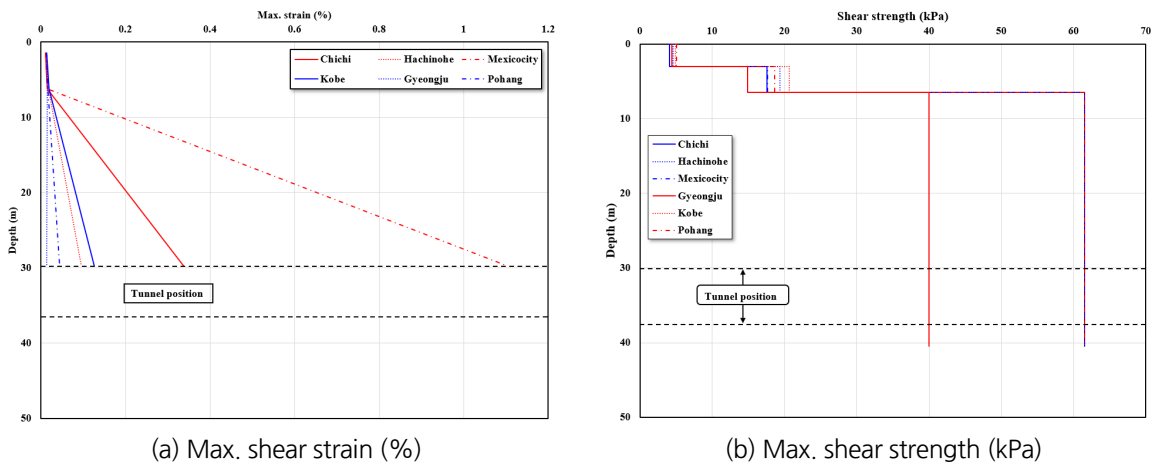 Max. strain (%)
0 0.2 0.4 0.6 0.8 1 1.2
0
10
20
30
40
50
Depth (m)
Chichi Hachinohe Mexicocity
Kobe Gyeongju Pohang
Tunnel position
(a) Max. shear strain (%)
Shear strength (kPa)
0 10 20 30 40 50 60 70
0
10
20
30
40
50
Depth (m)
Chichi
Hachinohe
Mexicocity
Gyeongju
Kobe
Pohang
Tunnel position
(b) Max. shear strength (kPa)